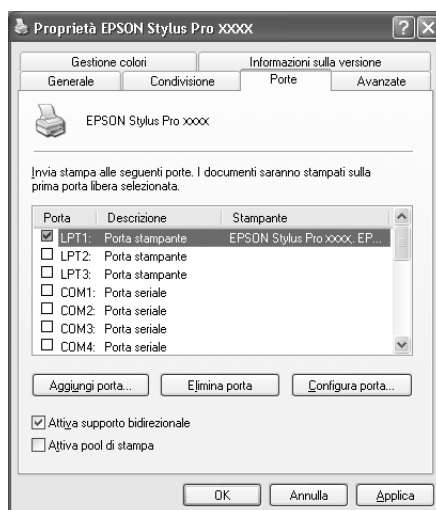 Proprietà EPSON Stylus Pro XXXX
Gestione colori Informazioni sulla versione
Generale Condivisione Porte Avanzate
EPSON Stylus Pro xxxx
Invia stampa alle seguenti porte. I documenti saranno stampati sulla
prima porta libera selezionata.
Porta Descrizione Stampante
LPT1: Porta stampante EPSON Stylus Pro xxxx, EP...
LPT2: Porta stampante
LPT3: Porta stampante
COM1: Porta seriale
COM2: Porta seriale
COM3: Porta seriale
COM4: Porta seriale
Aggiungi porta... Elimina porta Configura porta...
Attiva supporto bidirezionale
Attiva pool di stampa
OK Annulla Applica